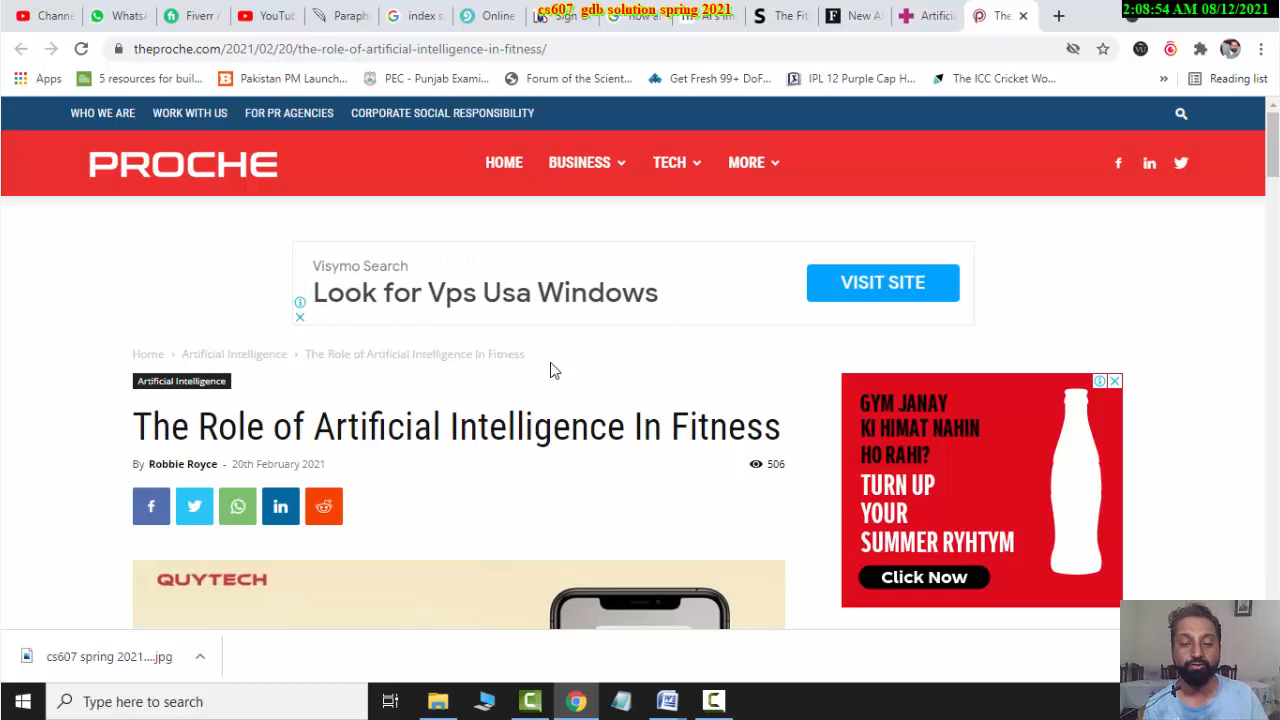 Chann
Whats
Fiver
YouTu
Paraph
index s
Online
Sign
The Fit
New A
Artific
The
cs607 gdb solution spring 2021
2:08:54 AM 08/12/2021
theproche.com/2021/02/20/the-role-of-artificial-intelligence-in-fitness/
Apps
5 resources for buil...
Pakistan PM Launch...
PEC - Punjab Exami...
Forum of the Scient...
Get Fresh 99+ DoF...
IPL 12 Purple Cap H...
The ICC Cricket Wo...
»
Reading list
WHO WE ARE WORK WITH US FOR PR AGENCIES CORPORATE SOCIAL RESPONSIBILITY
PROCHE
HOME BUSINESS TECH MORE
Visymo Search
Look for Vps Usa Windows
VISIT SITE
Home › Artificial Intelligence › The Role of Artificial Intelligence In Fitness
Artificial Intelligence
The Role of Artificial Intelligence In Fitness
By Robbie Royce - 20th February 2021
506
GYM JANAY
KI HIMAT NAHIN
HO RAHI?
TURN UP
YOUR
SUMMER RYHTYM
Click Now
QUYTECH
cs607 spring 2021....jpg
Type here to search